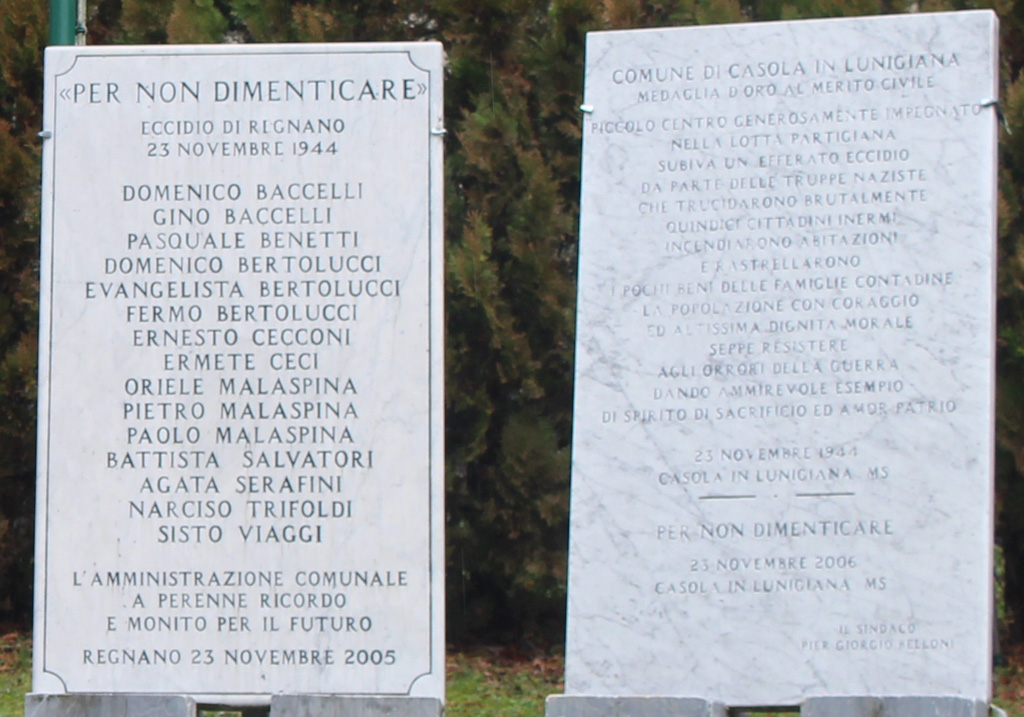 «PER NON DIMENTICARE»
ECCIDIO DI REGNANO
23 NOVEMBRE 1944
DOMENICO BACCELLI
GINO BACCELLI
PASQUALE BENETTI
DOMENICO BERTOLUCCI
EVANGELISTA BERTOLUCCI
FERMO BERTOLUCCI
ERNESTO CECCONI
ERMETE CECI
ORIELE MALASPINA
PIETRO MALASPINA
PAOLO MALASPINA
BATTISTA SALVATORI
AGATA SERAFINI
NARCISO TRIFOLDI
SISTO VIAGGI
L'AMMINISTRAZIONE COMUNALE
A PERENNE RICORDO
E MONITO PER IL FUTURO
REGNANO 23 NOVEMBRE 2005
COMUNE DI CASOLA IN LUNIGIANA
MEDAGLIA D'ORO AL MERITO CIVILE
PICCOLO CENTRO GENEROSAMENTE IMPEGNATO
NELLA LOTTA PARTIGIANA
SUBIVA UN EFFERATO ECCIDIO
DA PARTE DELLE TRUPPE NAZISTE
CHE TRUCIDARONO BRUTALMENTE
QUINDICI CITTADINI INERMI
INCENDIARONO ABITAZIONI
E RASTRELLARONO
I POCHI BENI DELLE FAMIGLIE CONTADINE
LA POPOLAZIONE CON CORAGGIO
ED ALTISSIMA DIGNITA MORALE
SEPPE RESISTERE
AGLI ORRORI DELLA GUERRA
DANDO AMMIREVOLE ESEMPIO
DI SPIRITO DI SACRIFICIO ED AMOR PATRIO
23 NOVEMBRE 1944
CASOLA IN LUNIGIANA MS
PER NON DIMENTICARE
23 NOVEMBRE 2006
CASOLA IN LUNIGIANA MS
IL SINDACO
PIER GIORGIO BELLONI